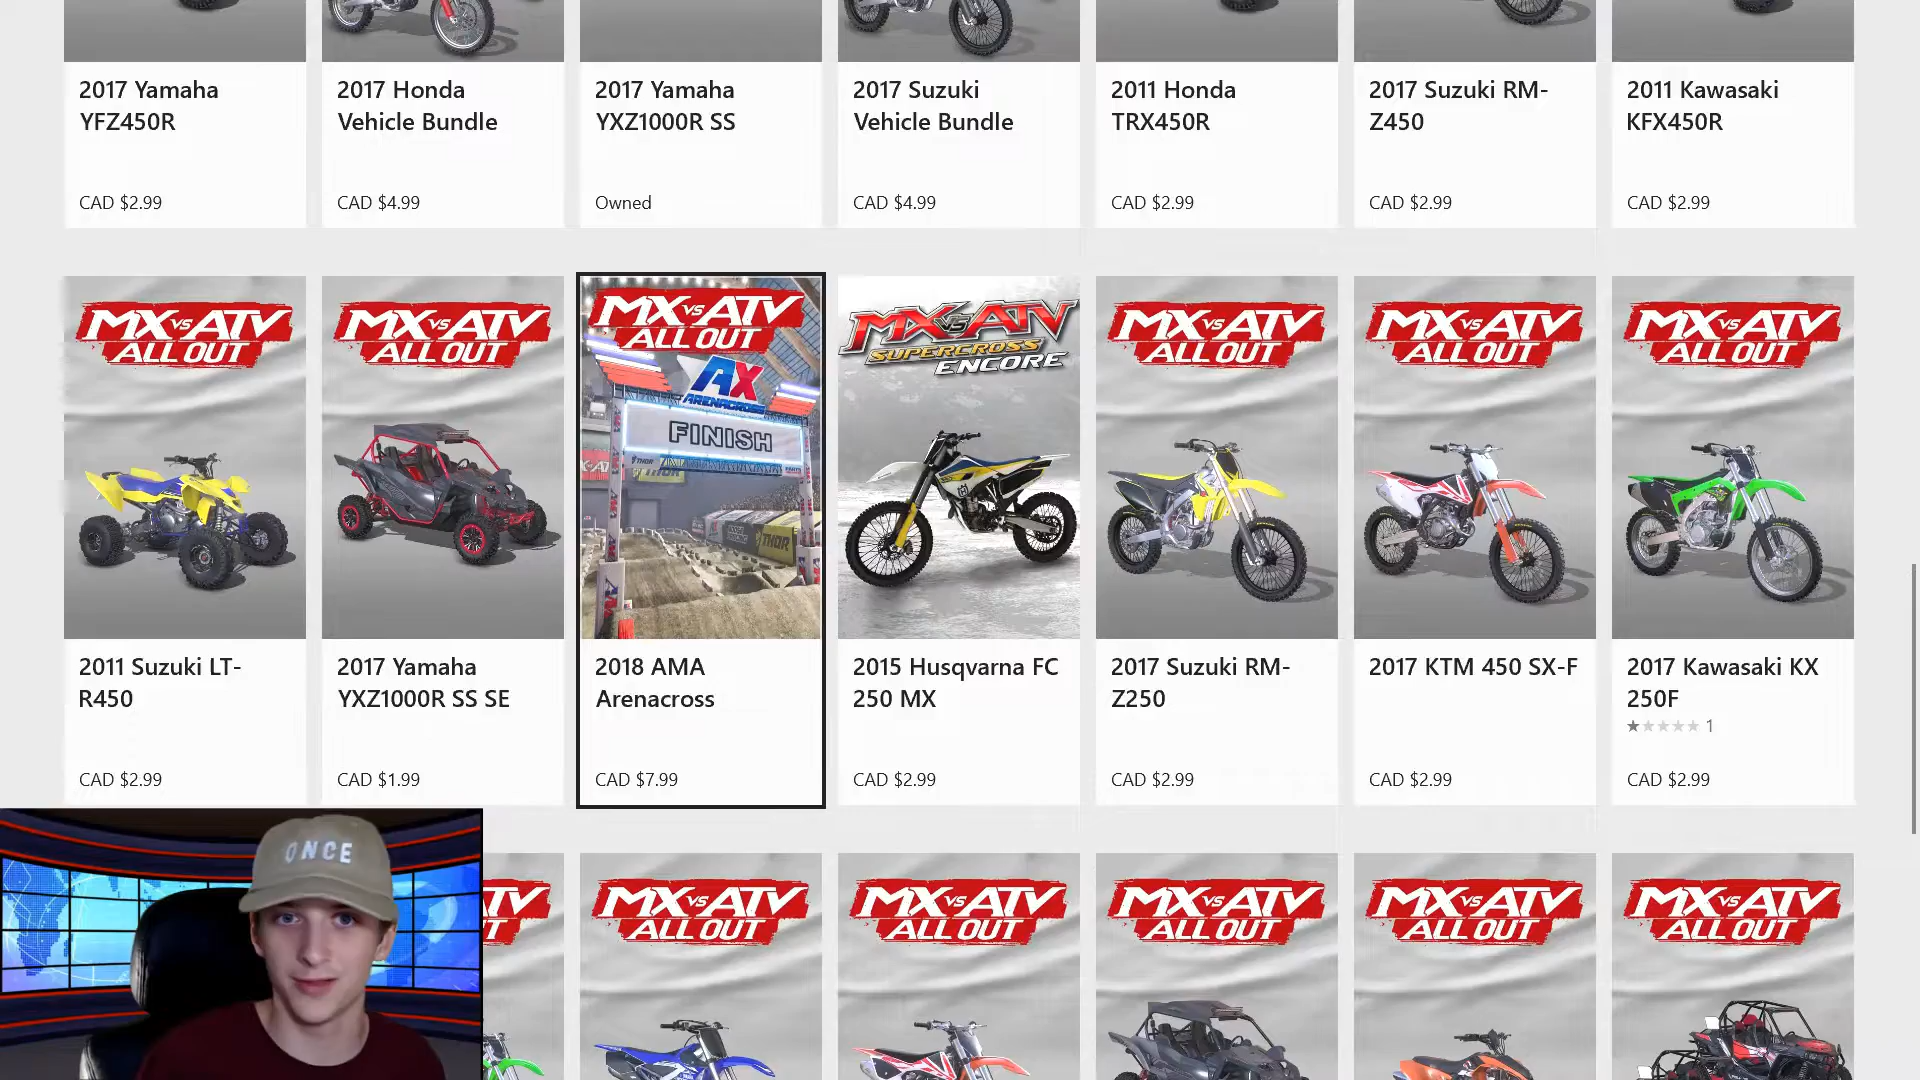 2017 Yamaha
YFZ450R
CAD $2.99
2017 Honda
Vehicle Bundle
CAD $4.99
2017 Yamaha
YXZ1000R SS
Owned
2017 Suzuki
Vehicle Bundle
CAD $4.99
2011 Honda
TRX450R
CAD $2.99
2017 Suzuki RM-
Z450
CAD $2.99
2011 Kawasaki
KFX450R
CAD $2.99
MX VS ATV
ALL OUT
2011 Suzuki LT-
R450
CAD $2.99
MX VS ATV
ALL OUT
2017 Yamaha
YXZ1000R SS SE
CAD $1.99
MX VS ATV
ALL OUT
AX
ARENACROSS
FINISH
THOR
2018 AMA
Arenacross
CAD $7.99
MX VS ATV
SUPERCROSS
ENCORE
2015 Husqvarna FC
250 MX
CAD $2.99
MX VS ATV
ALL OUT
2017 Suzuki RM-
Z250
CAD $2.99
MX VS ATV
ALL OUT
2017 KTM 450 SX-F
CAD $2.99
MX VS ATV
ALL OUT
2017 Kawasaki KX
250F
1
CAD $2.99
ONCE
MX VS ATV
ALL OUT
MX VS ATV
ALL OUT
MX VS ATV
ALL OUT
MX VS ATV
ALL OUT
MX VS ATV
ALL OUT